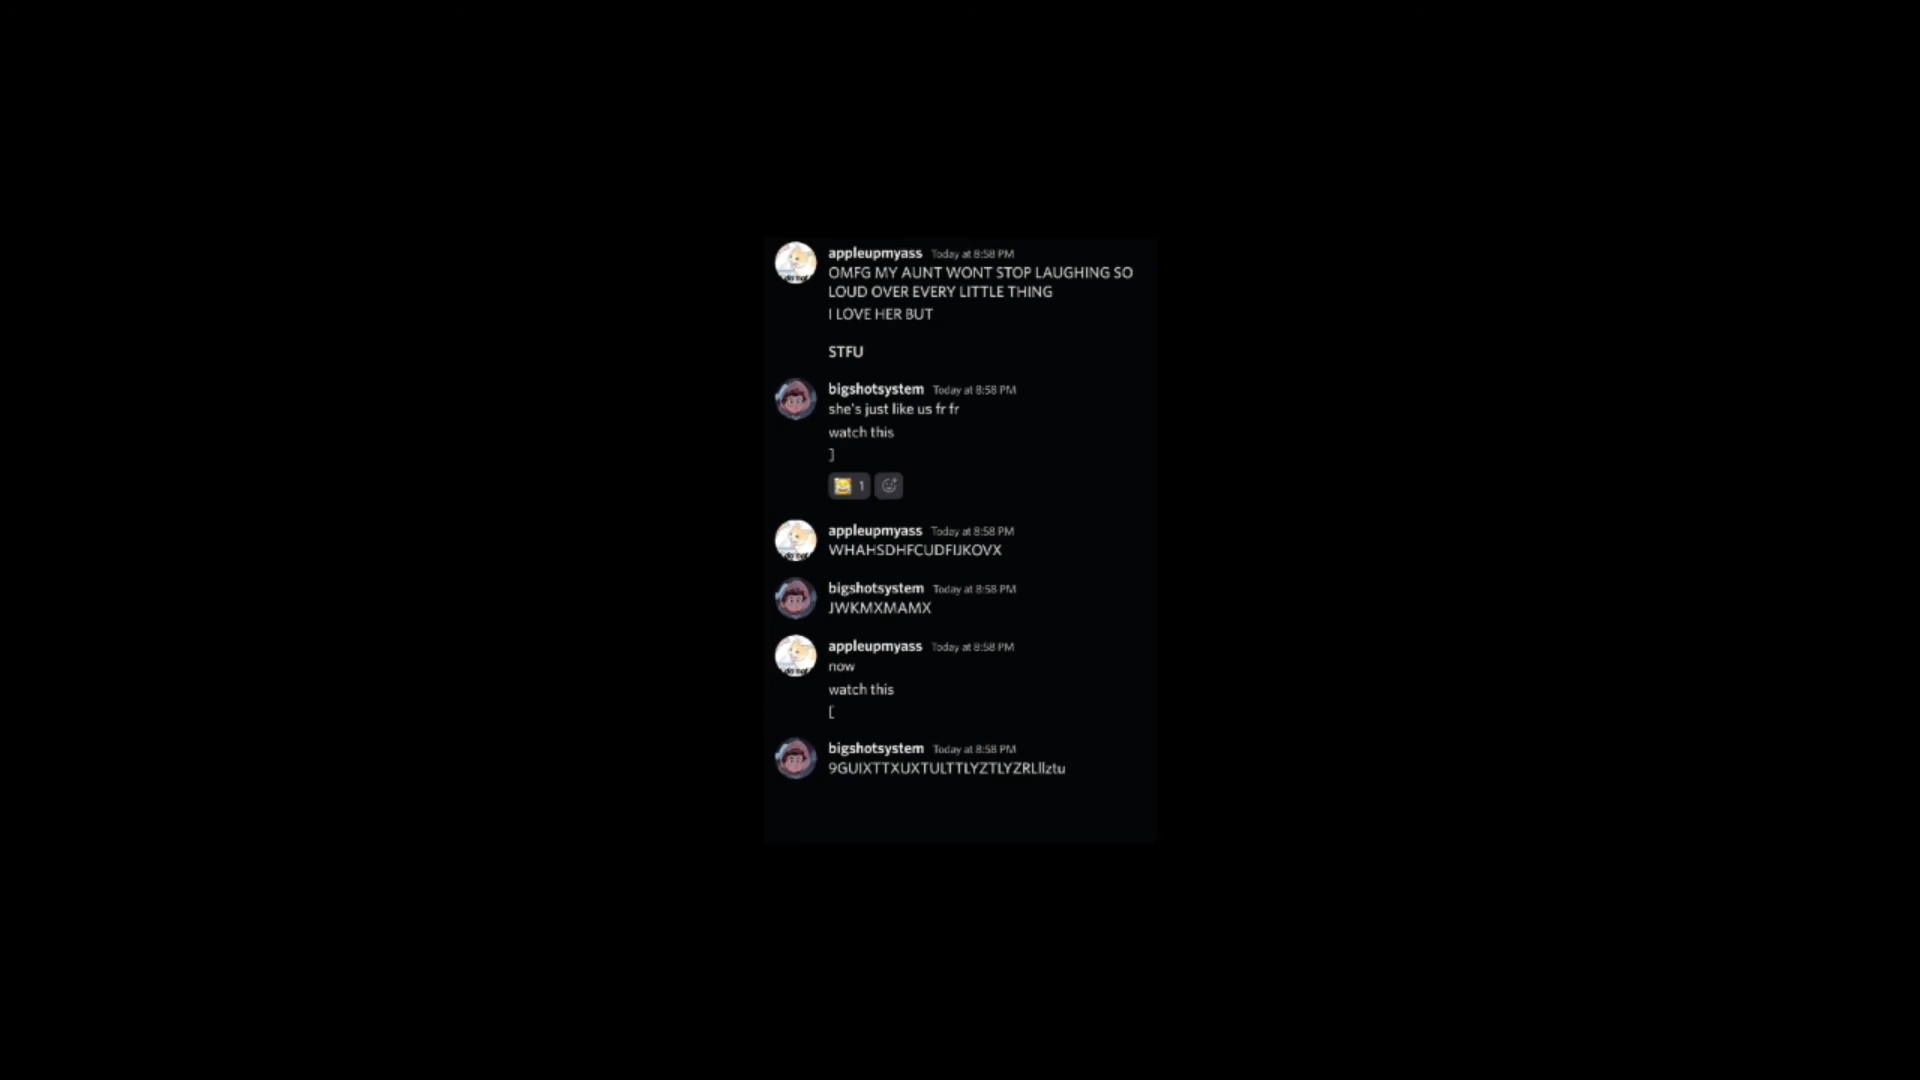 appleupmyass Today at 8:58 PM
OMFG MY AUNT WONT STOP LAUGHING SO
LOUD OVER EVERY LITTLE THING
I LOVE HER BUT
STFU
bigshotsystem Today at 8:58 PM
she's just like us fr fr
watch this
]
1
appleupmyass Today at 8:58 PM
WHAHSDHFCUDFIJKOVX
bigshotsystem Today at 8:58 PM
JWKMXMAMX
appleupmyass Today at 8:58 PM
now
watch this
[
bigshotsystem Today at 8:58 PM
9GUIXTTXUXTULTTLYZTLYZRLllztu